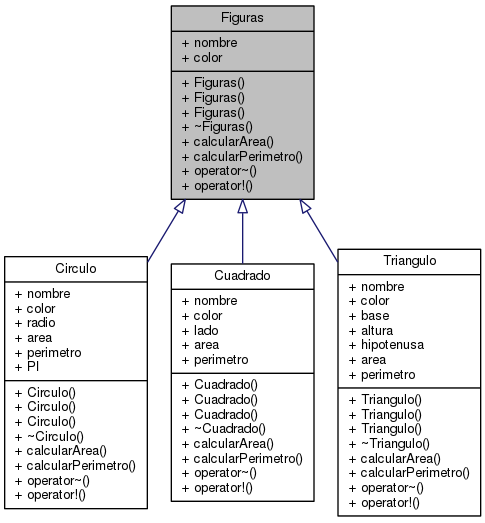 Figuras
+ nombre
+ color
+ Figuras()
+ Figuras()
+ Figuras()
+ ~Figuras()
+ calcularArea()
+ calcularPerimetro()
+ operator~()
+ operator!()
Circulo
+ nombre
+ color
+ radio
+ area
+ perimetro
+ PI
+ Circulo()
+ Circulo()
+ Circulo()
+ ~Circulo()
+ calcularArea()
+ calcularPerimetro()
+ operator~()
+ operator!()
Cuadrado
+ nombre
+ color
+ lado
+ area
+ perimetro
+ Cuadrado()
+ Cuadrado()
+ Cuadrado()
+ ~Cuadrado()
+ calcularArea()
+ calcularPerimetro()
+ operator~()
+ operator!()
Triangulo
+ nombre
+ color
+ base
+ altura
+ hipotenusa
+ area
+ perimetro
+ Triangulo()
+ Triangulo()
+ Triangulo()
+ ~Triangulo()
+ calcularArea()
+ calcularPerimetro()
+ operator~()
+ operator!()